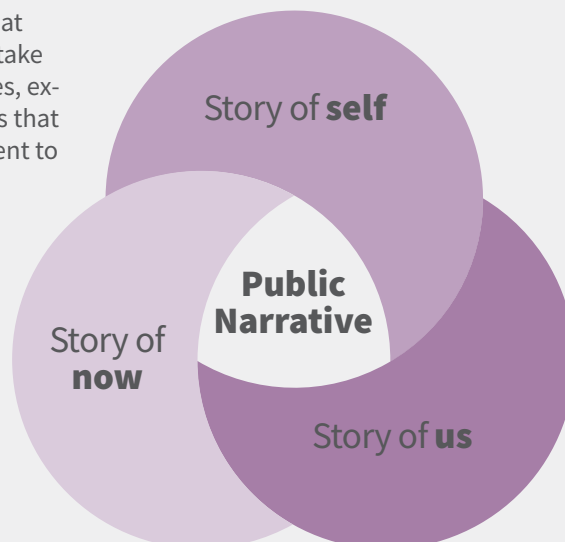 at
take
es, ex-
s that
ent to
Story of self
Public
Narrative
Story of
now
Story of us